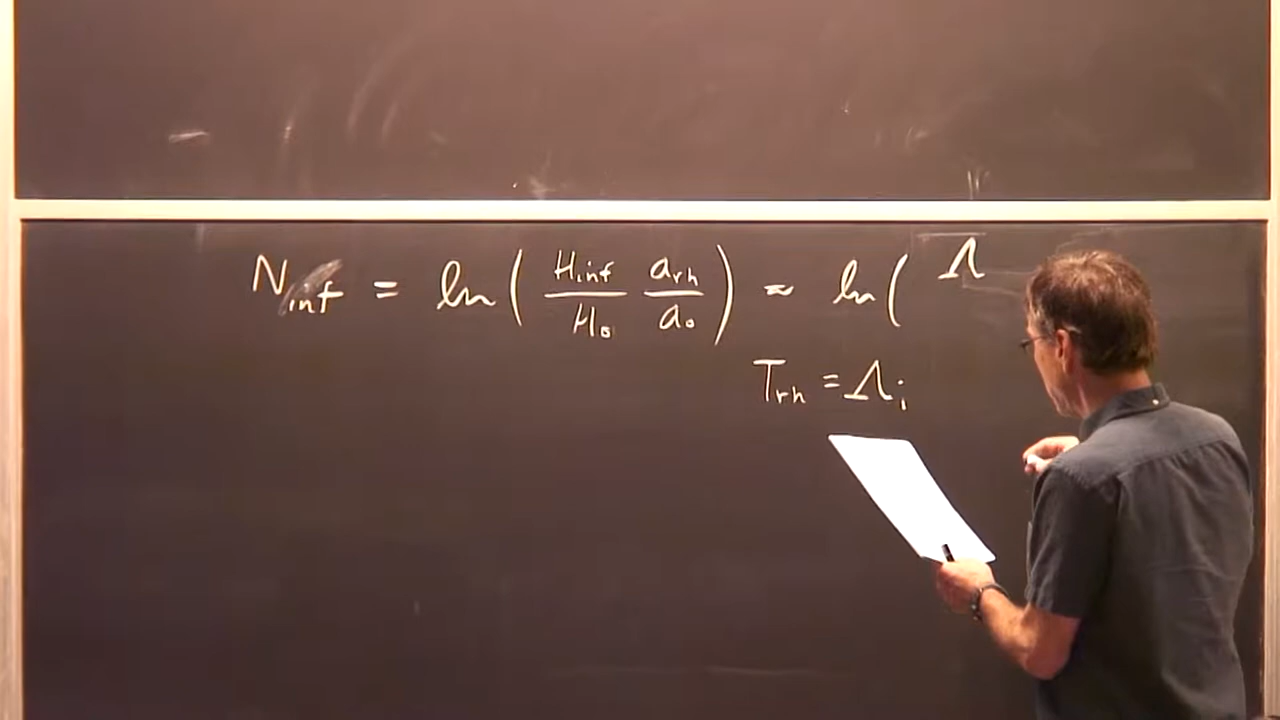 N_inf = ln( H_inf/H_0 a_rh/a_0 ) ≈ ln( Λ
T_rh = Λ_i